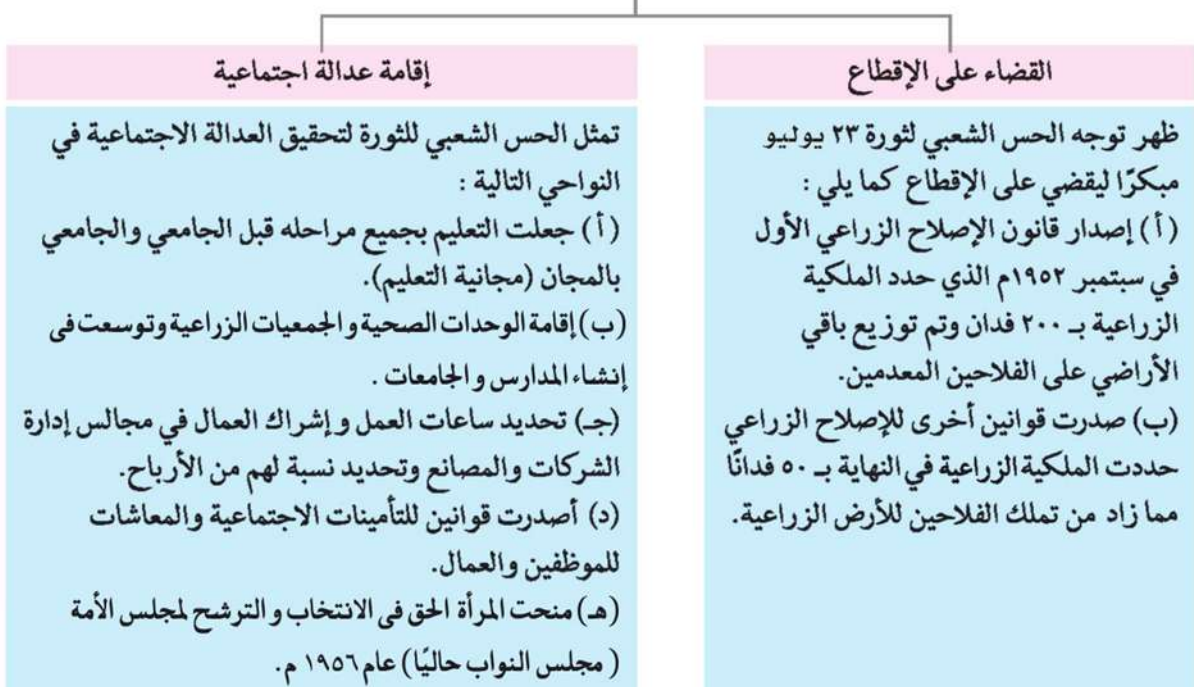 القضاء على الإقطاع
ظهر توجه الحس الشعبي لثورة ٢٣ يوليو
مبكرًا ليقضي على الإقطاع كما يلي :
(أ) إصدار قانون الإصلاح الزراعي الأول
في سبتمبر ١٩٥٢م الذي حدد الملكية
الزراعية بـ ٢٠٠ فدان وتم توزيع باقي
الأراضي على الفلاحين المعدمين.
(ب) صدرت قوانين أخرى للإصلاح الزراعي
حددت الملكية الزراعية في النهاية بـ ٥٠ فدانًا
مما زاد من تملك الفلاحين للأرض الزراعية.
إقامة عدالة اجتماعية
تمثل الحس الشعبي للثورة لتحقيق العدالة الاجتماعية في
النواحي التالية :
(أ) جعلت التعليم بجميع مراحله قبل الجامعي والجامعي
بالمجان (مجانية التعليم).
(ب) إقامة الوحدات الصحية و الجمعيات الزراعية وتوسعت فى
إنشاء المدارس و الجامعات .
(جـ) تحديد ساعات العمل و إشراك العمال في مجالس إدارة
الشركات والمصانع وتحديد نسبة لهم من الأرباح.
(د) أصدرت قوانين للتأمينات الاجتماعية والمعاشات
للموظفين والعمال.
(هـ) منحت المرأة الحق فى الانتخاب و الترشح لمجلس الأمة
( مجلس النواب حاليًا) عام ١٩٥٦ م.